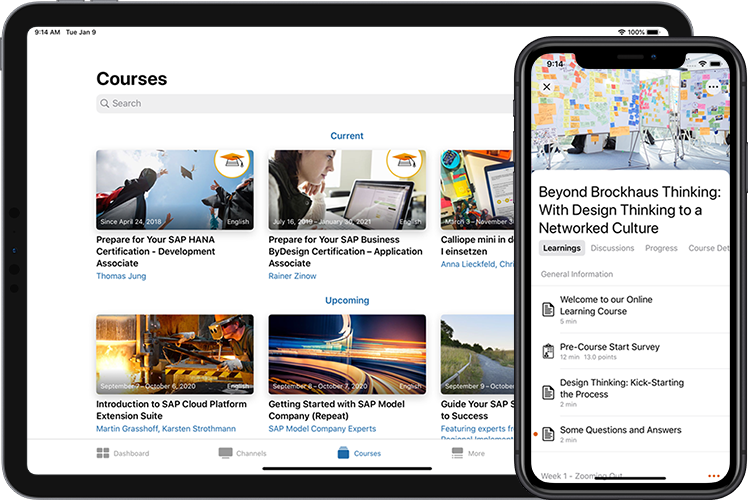 9:14 AM Tue Jan 9
100%
Courses
Search
Current
Since April 24, 2018
English
July 16, 2019 – January 30, 2021
English
March 3 – November 3
Prepare for Your SAP HANA
Certification - Development
Associate
Thomas Jung
Prepare for Your SAP Business
ByDesign Certification – Application
Associate
Rainer Zinow
Calliope mini in d
l einsetzen
Anna Lieckfeld, Chri
Upcoming
September 7 – October 6, 2020
English
September 8 – October 7, 2020
English
September 9 – Octob
Introduction to SAP Cloud Platform
Extension Suite
Martin Grasshoff, Karsten Strothmann
Getting Started with SAP Model
Company (Repeat)
SAP Model Company Experts
Guide Your SAP S
to Success
Featuring experts fr
Regional Implement
Dashboard
Channels
Courses
More
9:14
Beyond Brockhaus Thinking:
With Design Thinking to a
Networked Culture
Learnings
Discussions
Progress
Course Det
General Information
Welcome to our Online
Learning Course
5 min
Pre-Course Start Survey
12 min 13.0 points
Design Thinking: Kick-Starting
the Process
2 min
Some Questions and Answers
2 min
Week 1 - Zooming Out